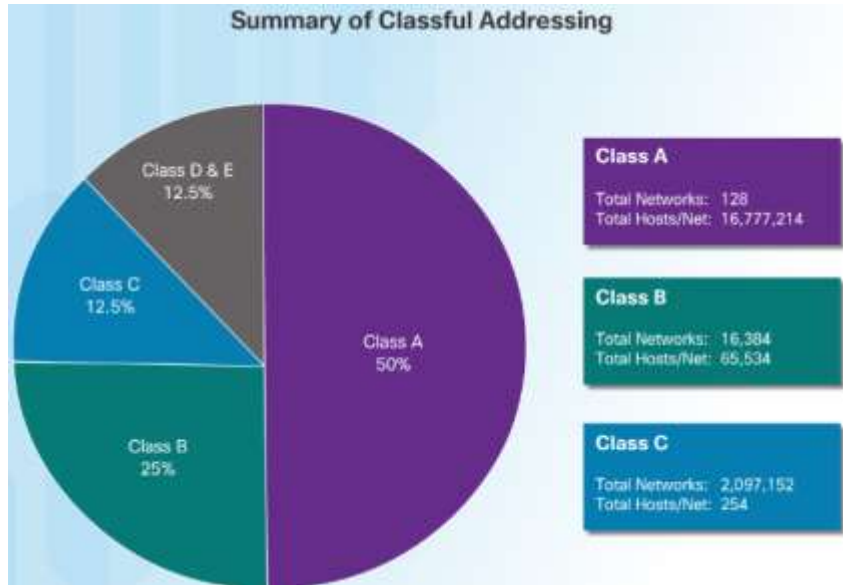 Summary of Classful Addressing
Class D & E
12.5%
Class C
12.5%
Class B
25%
Class A
50%
Class A
Total Networks: 128
Total Hosts/Net: 16,777,214
Class B
Total Networks: 16,384
Total Hosts/Net: 65,534
Class C
Total Networks: 2,097,152
Total Hosts/Net: 254